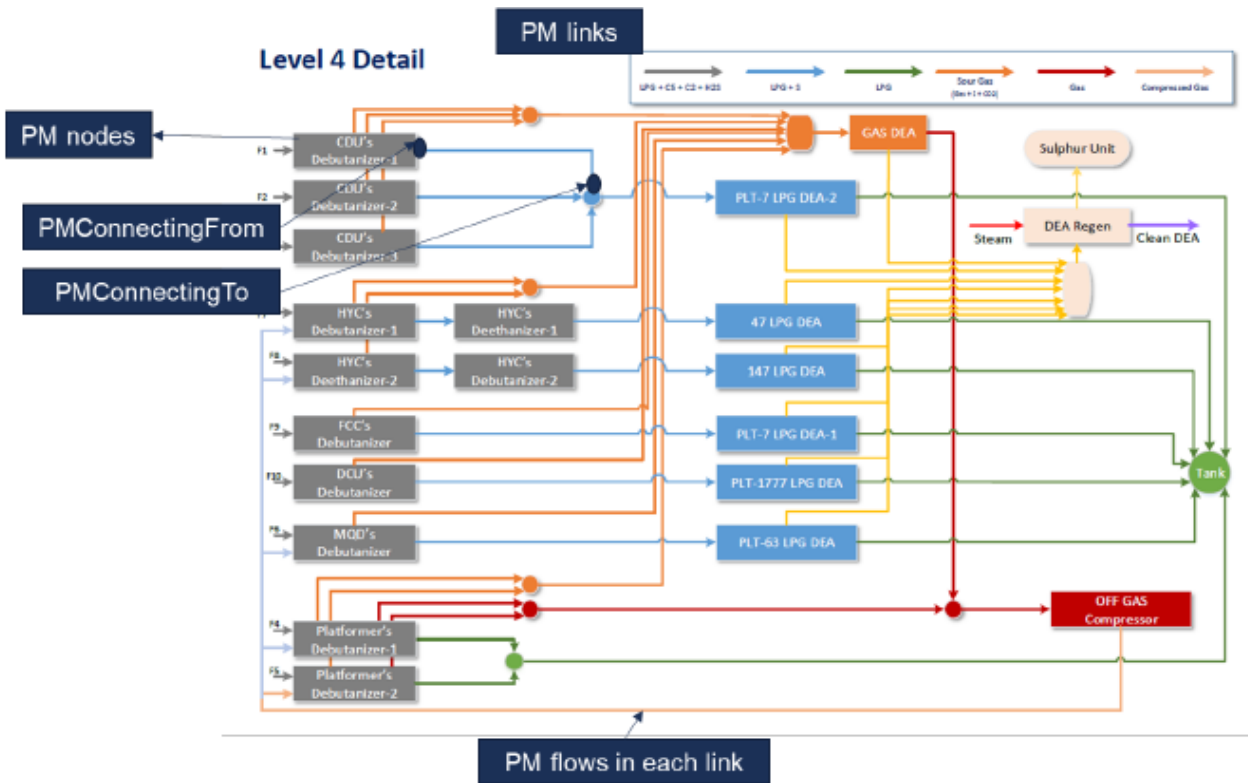 PM links
Level 4 Detail
LPG + C5 + C2 + H2S
LPG + S
LPG
Sour Gas
(Gas + S + CO2)
Gas
Compressed Gas
PM nodes
F1
CDU's
Debutanizer-1
GAS DEA
Sulphur Unit
F2
CDU's
Debutanizer-2
PLT-7 LPG DEA-2
PMConnectingFrom
CDU's
Debutanizer-3
Steam
DEA Regen
Clean DEA
PMConnectingTo
HYC's
Debutanizer-1
HYC's
Deethanizer-1
47 LPG DEA
F8
HYC's
Deethanizer-2
HYC's
Debutanizer-2
147 LPG DEA
F9
FCC's
Debutanizer
PLT-7 LPG DEA-1
F10
DCU's
Debutanizer
PLT-1777 LPG DEA
Tank
F6
MQD's
Debutanizer
PLT-63 LPG DEA
F4
Platformer's
Debutanizer-1
OFF GAS
Compressor
F5
Platformer's
Debutanizer-2
PM flows in each link